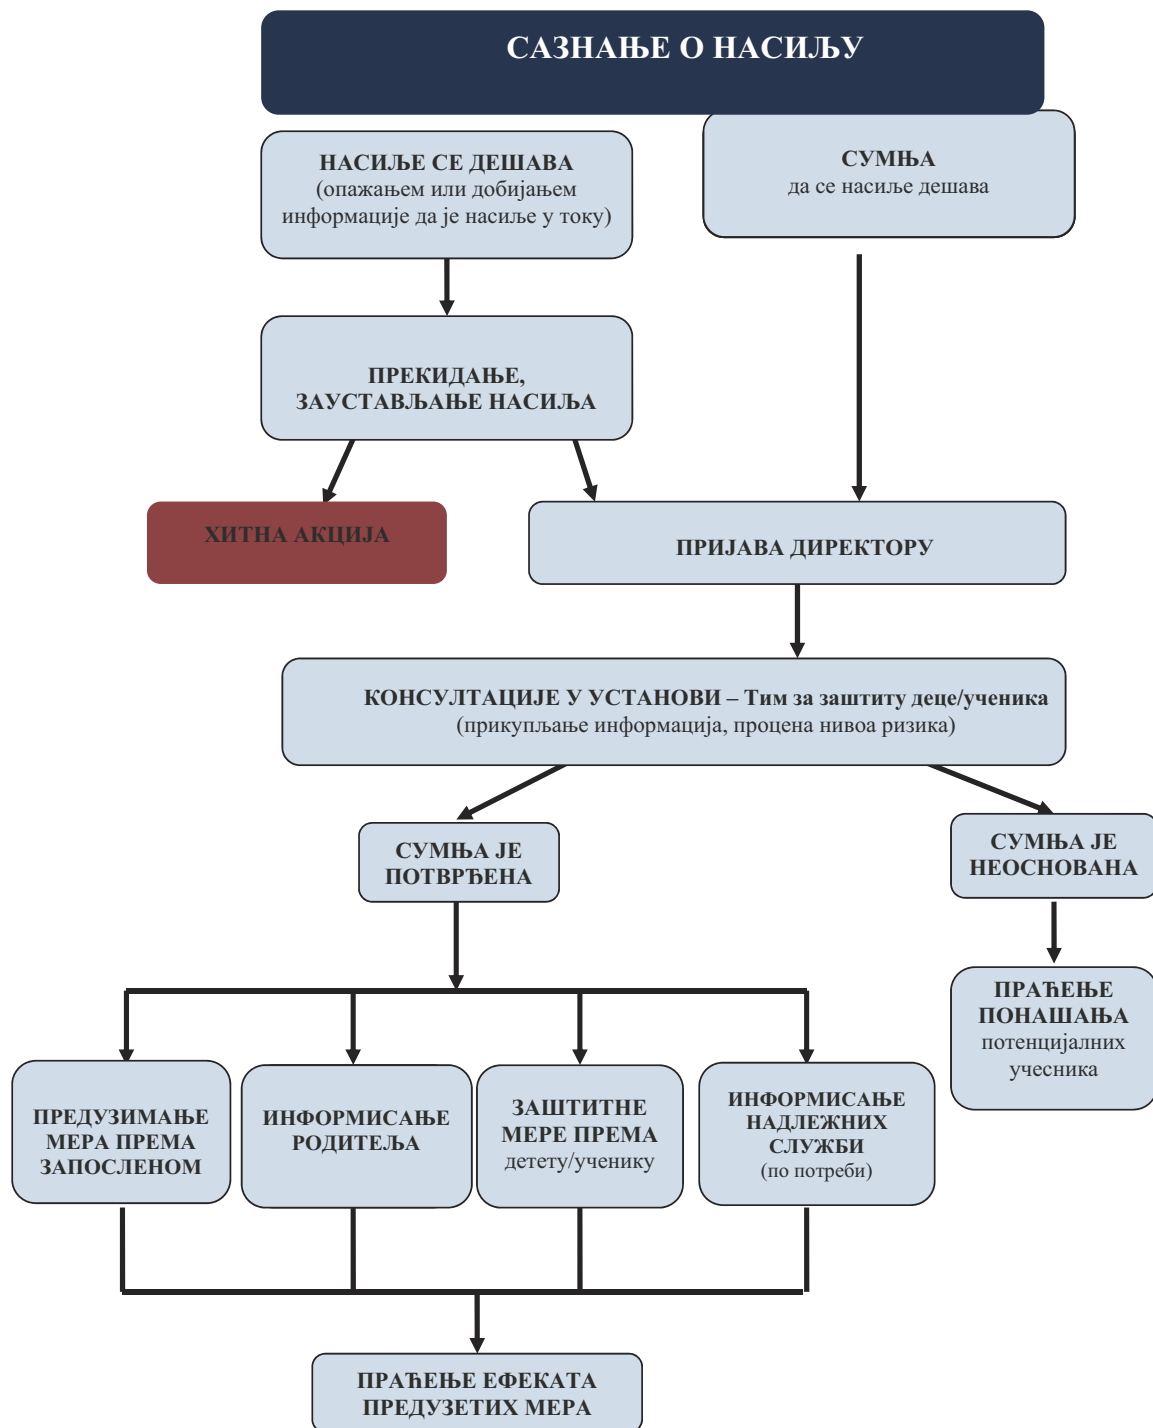 САЗНАЊЕ О НАСИЉУ
НАСИЉЕ СЕ ДЕШАВА
(опажањем или добијањем
информације да је насиље у току)
СУМЊА
да се насиље дешава
ПРЕКИДАЊЕ,
ЗАУСТАВЉАЊЕ НАСИЉА
ХИТНА АКЦИЈА
ПРИЈАВА ДИРЕКТОРУ
КОНСУЛТАЦИЈЕ У УСТАНОВИ – Тим за заштиту деце/ученика
(прикупљање информација, процена нивоа ризика)
СУМЊА ЈЕ
ПОТВРЂЕНА
СУМЊА ЈЕ
НЕОСНОВАНА
ПРАЋЕЊЕ
ПОНАШАЊА
потенцијалних
учесника
ПРЕДУЗИМАЊЕ
МЕРА ПРЕМА
ЗАПОСЛЕНОМ
ИНФОРМИСАЊЕ
РОДИТЕЉА
ЗАШТИТНЕ
МЕРЕ ПРЕМА
детету/ученику
ИНФОРМИСАЊЕ
НАДЛЕЖНИХ
СЛУЖБИ
(по потреби)
ПРАЋЕЊЕ ЕФЕКАТА
ПРЕДУЗЕТИХ МЕРА